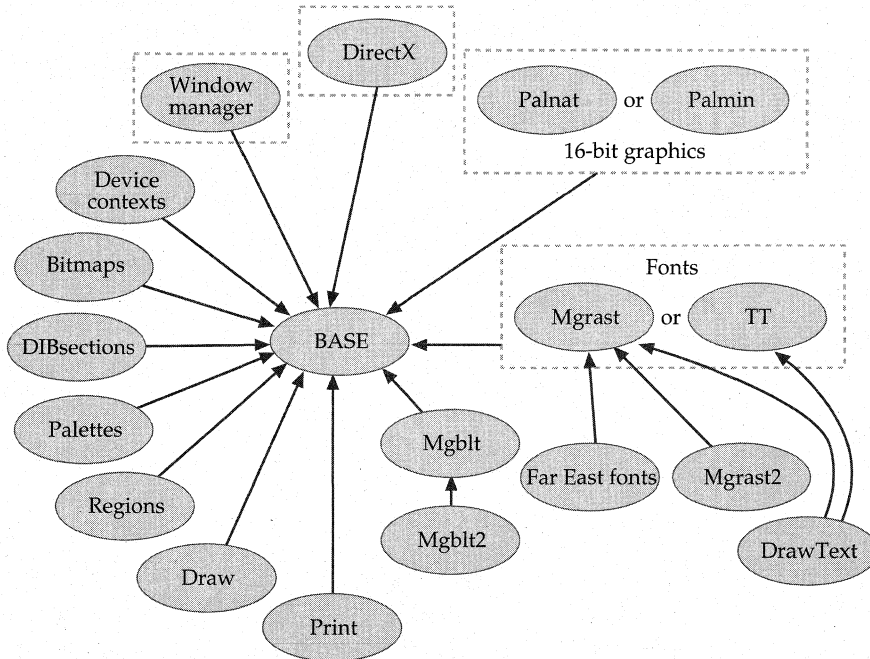 DirectX
Window
manager
Palnat or Palmin
16-bit graphics
Device
contexts
Bitmaps
Fonts
Mgrast or TT
BASE
DIBsections
Palettes
Mgblt
Regions
Far East fonts
Mgrast2
Mgblt2
DrawText
Draw
Print